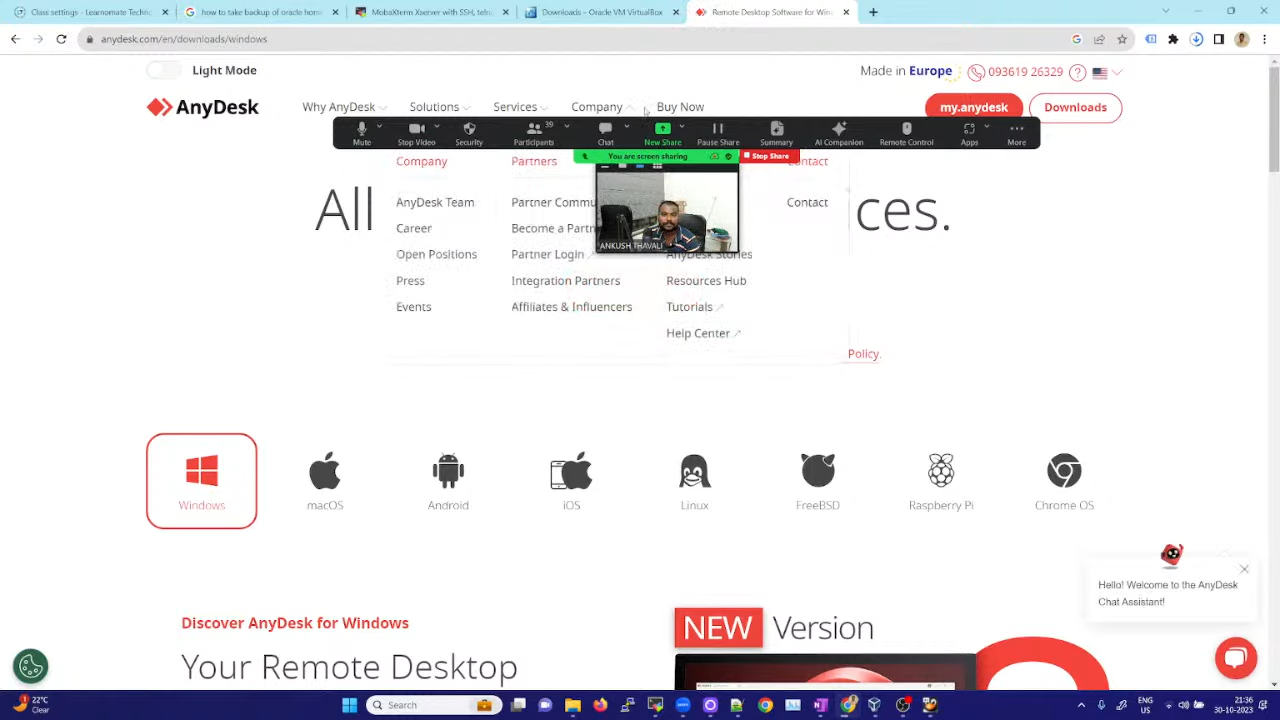 Class settings - Learnomate Technic
how to take backup of oracle home
MobaXterm Xserver with SSH, telne
Downloads – Oracle VM VirtualBox
Remote Desktop Software for Win
anydesk.com/en/downloads/windows
Light Mode
Made in Europe
093619 26329
AnyDesk
Why AnyDesk
Solutions
Services
Company
Buy Now
my.anydesk
Downloads
39
Mute
Stop Video
Security
Participants
Chat
New Share
Pause Share
Summary
AI Companion
Remote Control
Apps
More
You are screen sharing
Stop Share
Company
Partners
Contact
All
ces.
AnyDesk Team
Partner Commu
Contact
Career
Become a Partn
ANKUSH THAVALI
Open Positions
Partner Login
AnyDesk Stories
Press
Integration Partners
Resources Hub
Events
Affiliates & Influencers
Tutorials
Help Center
Policy.
Windows
macOS
Android
iOS
Linux
FreeBSD
Raspberry Pi
Chrome OS
Hello! Welcome to the AnyDesk
Chat Assistant!
Discover AnyDesk for Windows
NEW Version
Your Remote Desktop
22°C
Clear
Search
ENG
IN
21:36
30-10-2023